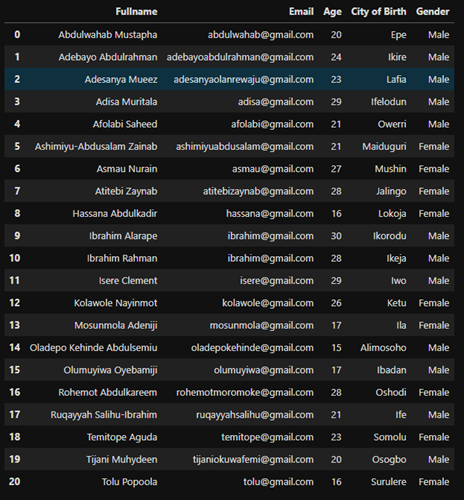 Fullname Email Age City of Birth Gender
0 Abdulwahab Mustapha abdulwahab@gmail.com 20 Epe Male
1 Adebayo Abdulrahman adebayoabdulrahman@gmail.com 24 Ikire Male
2 Adesanya Mueez adesanyaolanrewaju@gmail.com 23 Lafia Male
3 Adisa Muritala adisa@gmail.com 29 Ifelodun Male
4 Afolabi Saheed afolabi@gmail.com 21 Owerri Male
5 Ashimiyu-Abdusalam Zainab ashimiyuabdusalam@gmail.com 21 Maiduguri Female
6 Asmau Nurain asmau@gmail.com 27 Mushin Female
7 Atitebi Zaynab atitebizaynab@gmail.com 28 Jalingo Female
8 Hassana Abdulkadir hassana@gmail.com 16 Lokoja Female
9 Ibrahim Alarape ibrahim@gmail.com 30 Ikorodu Male
10 Ibrahim Rahman ibrahim@gmail.com 28 Ikeja Male
11 Isere Clement isere@gmail.com 29 Iwo Male
12 Kolawole Nayinmot kolawole@gmail.com 26 Ketu Female
13 Mosunmola Adeniji mosunmola@gmail.com 17 Ila Female
14 Oladepo Kehinde Abdulsemiu oladepokehinde@gmail.com 15 Alimosoho Male
15 Olumuyiwa Oyebamiji olumuyiwa@gmail.com 17 Ibadan Male
16 Rohemot Abdulkareem rohemotmoromoke@gmail.com 28 Oshodi Female
17 Ruqayyah Salihu-Ibrahim ruqayyahsalihu@gmail.com 21 Ife Female
18 Temitope Aguda temitope@gmail.com 23 Somolu Female
19 Tijani Muhydeen tijaniokuwafemi@gmail.com 20 Osogbo Male
20 Tolu Popoola tolu@gmail.com 16 Surulere Female